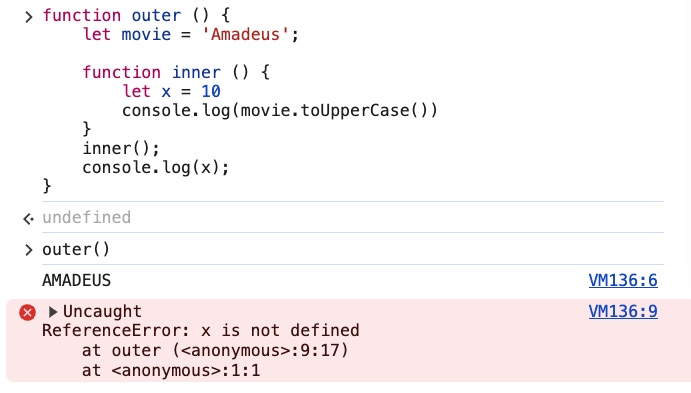 function outer () {
    let movie = 'Amadeus';

    function inner () {
        let x = 10
        console.log(movie.toUpperCase())
    }
    inner();
    console.log(x);
}
undefined
outer()
AMADEUS VM136:6
Uncaught VM136:9
ReferenceError: x is not defined
    at outer (<anonymous>:9:17)
    at <anonymous>:1:1